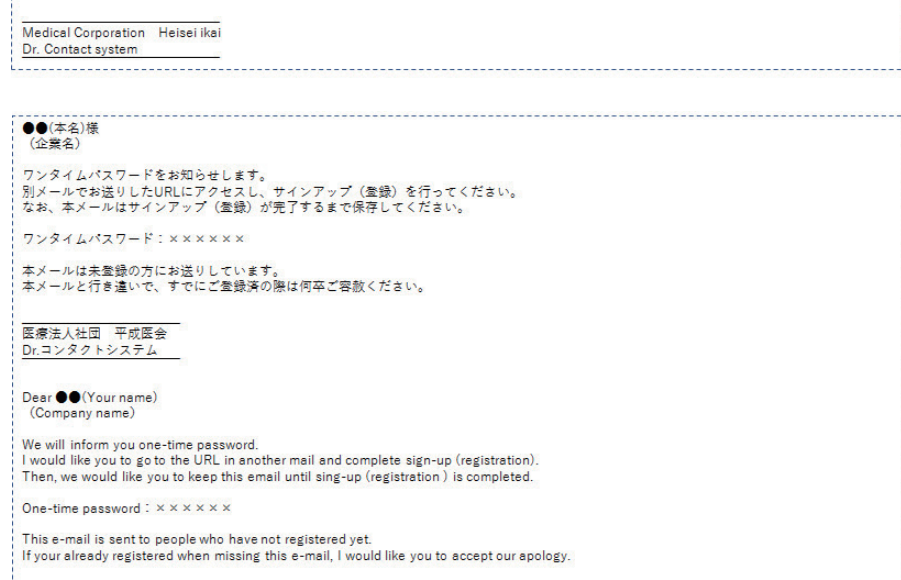 Medical Corporation　Heisei ikai
Dr. Contact system
●●(本名)様
（企業名）
ワンタイムパスワードをお知らせします。
別メールでお送りしたURLにアクセスし、サインアップ（登録）を行ってください。
なお、本メールはサインアップ（登録）が完了するまで保存してください。
ワンタイムパスワード：××××××
本メールは未登録の方にお送りしています。
本メールと行き違いで、すでにご登録済の際は何卒ご容赦ください。
医療法人社団　平成医会
Dr.コンタクトシステム
Dear ●●(Your name)
（Company name）
We will inform you one-time password.
I would like you to go to the URL in another mail and complete sign-up (registration).
Then, we would like you to keep this email until sing-up (registration ) is completed.
One-time password：××××××
This e-mail is sent to people who have not registered yet.
If your already registered when missing this e-mail, I would like you to accept our apology.